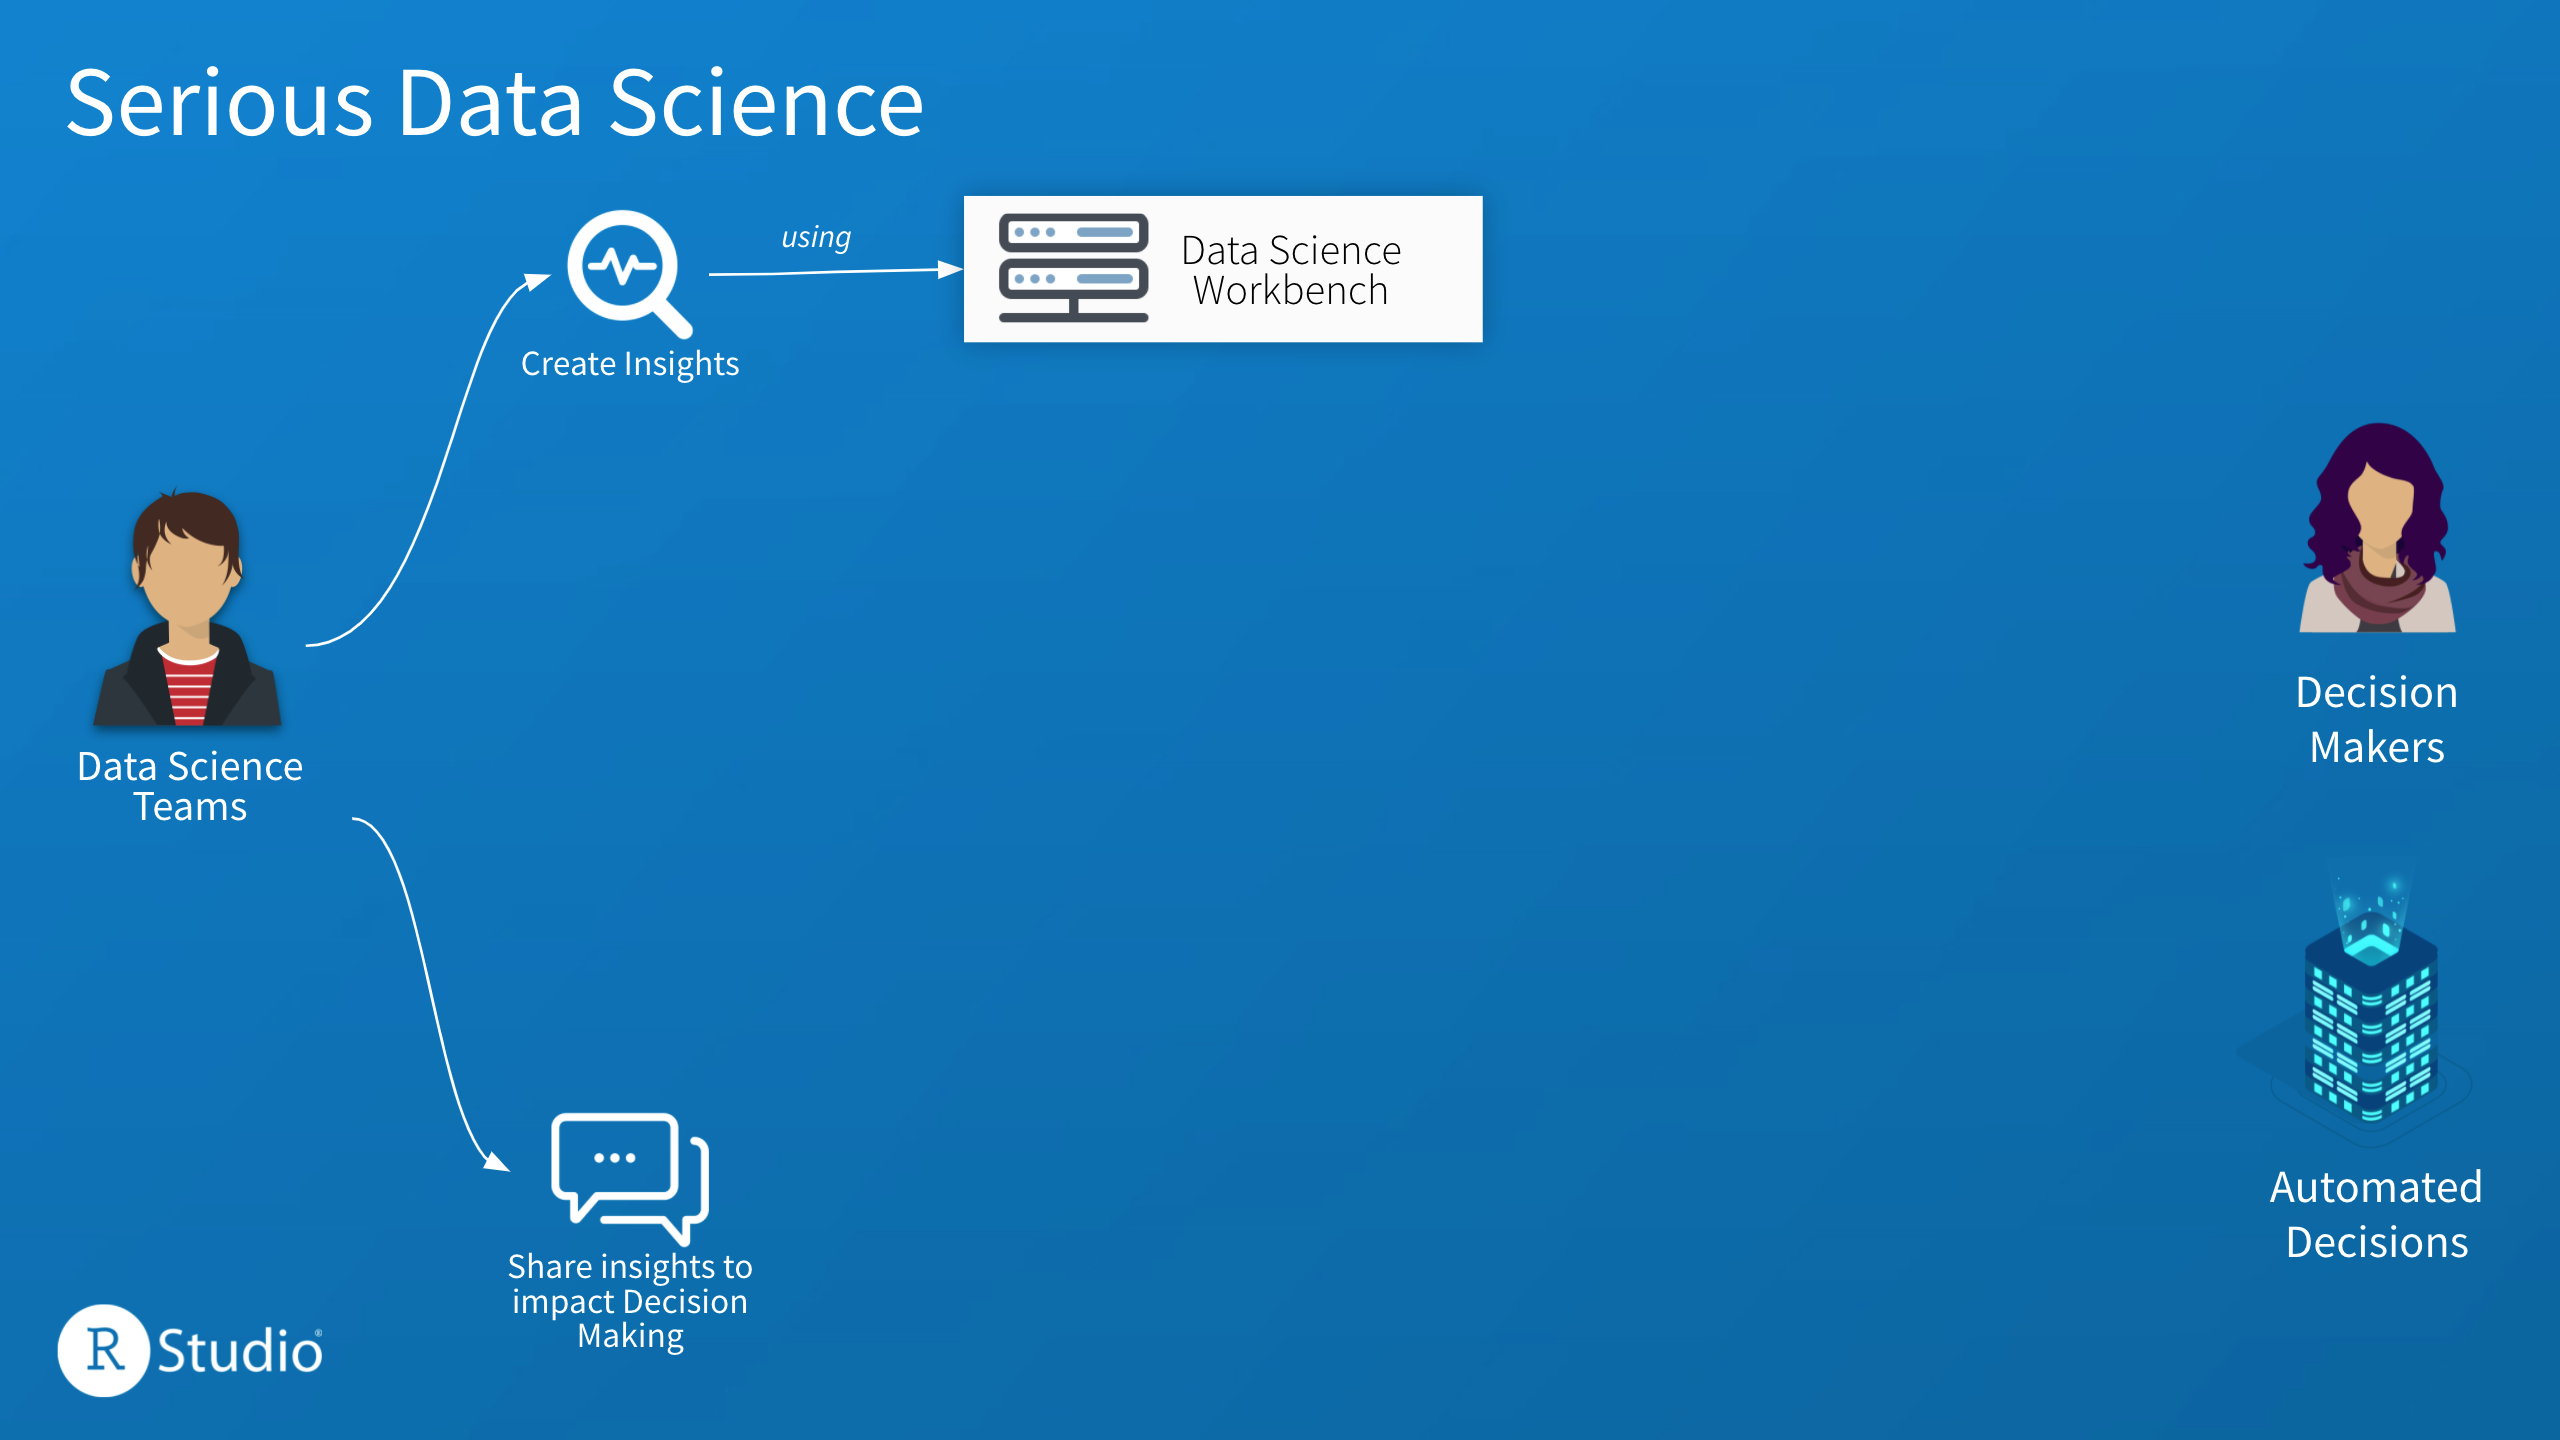 Serious Data Science
using
Data Science
Workbench
Create Insights
Data Science
Teams
Decision
Makers
Automated
Decisions
Share insights to
impact Decision
Making
R Studio®